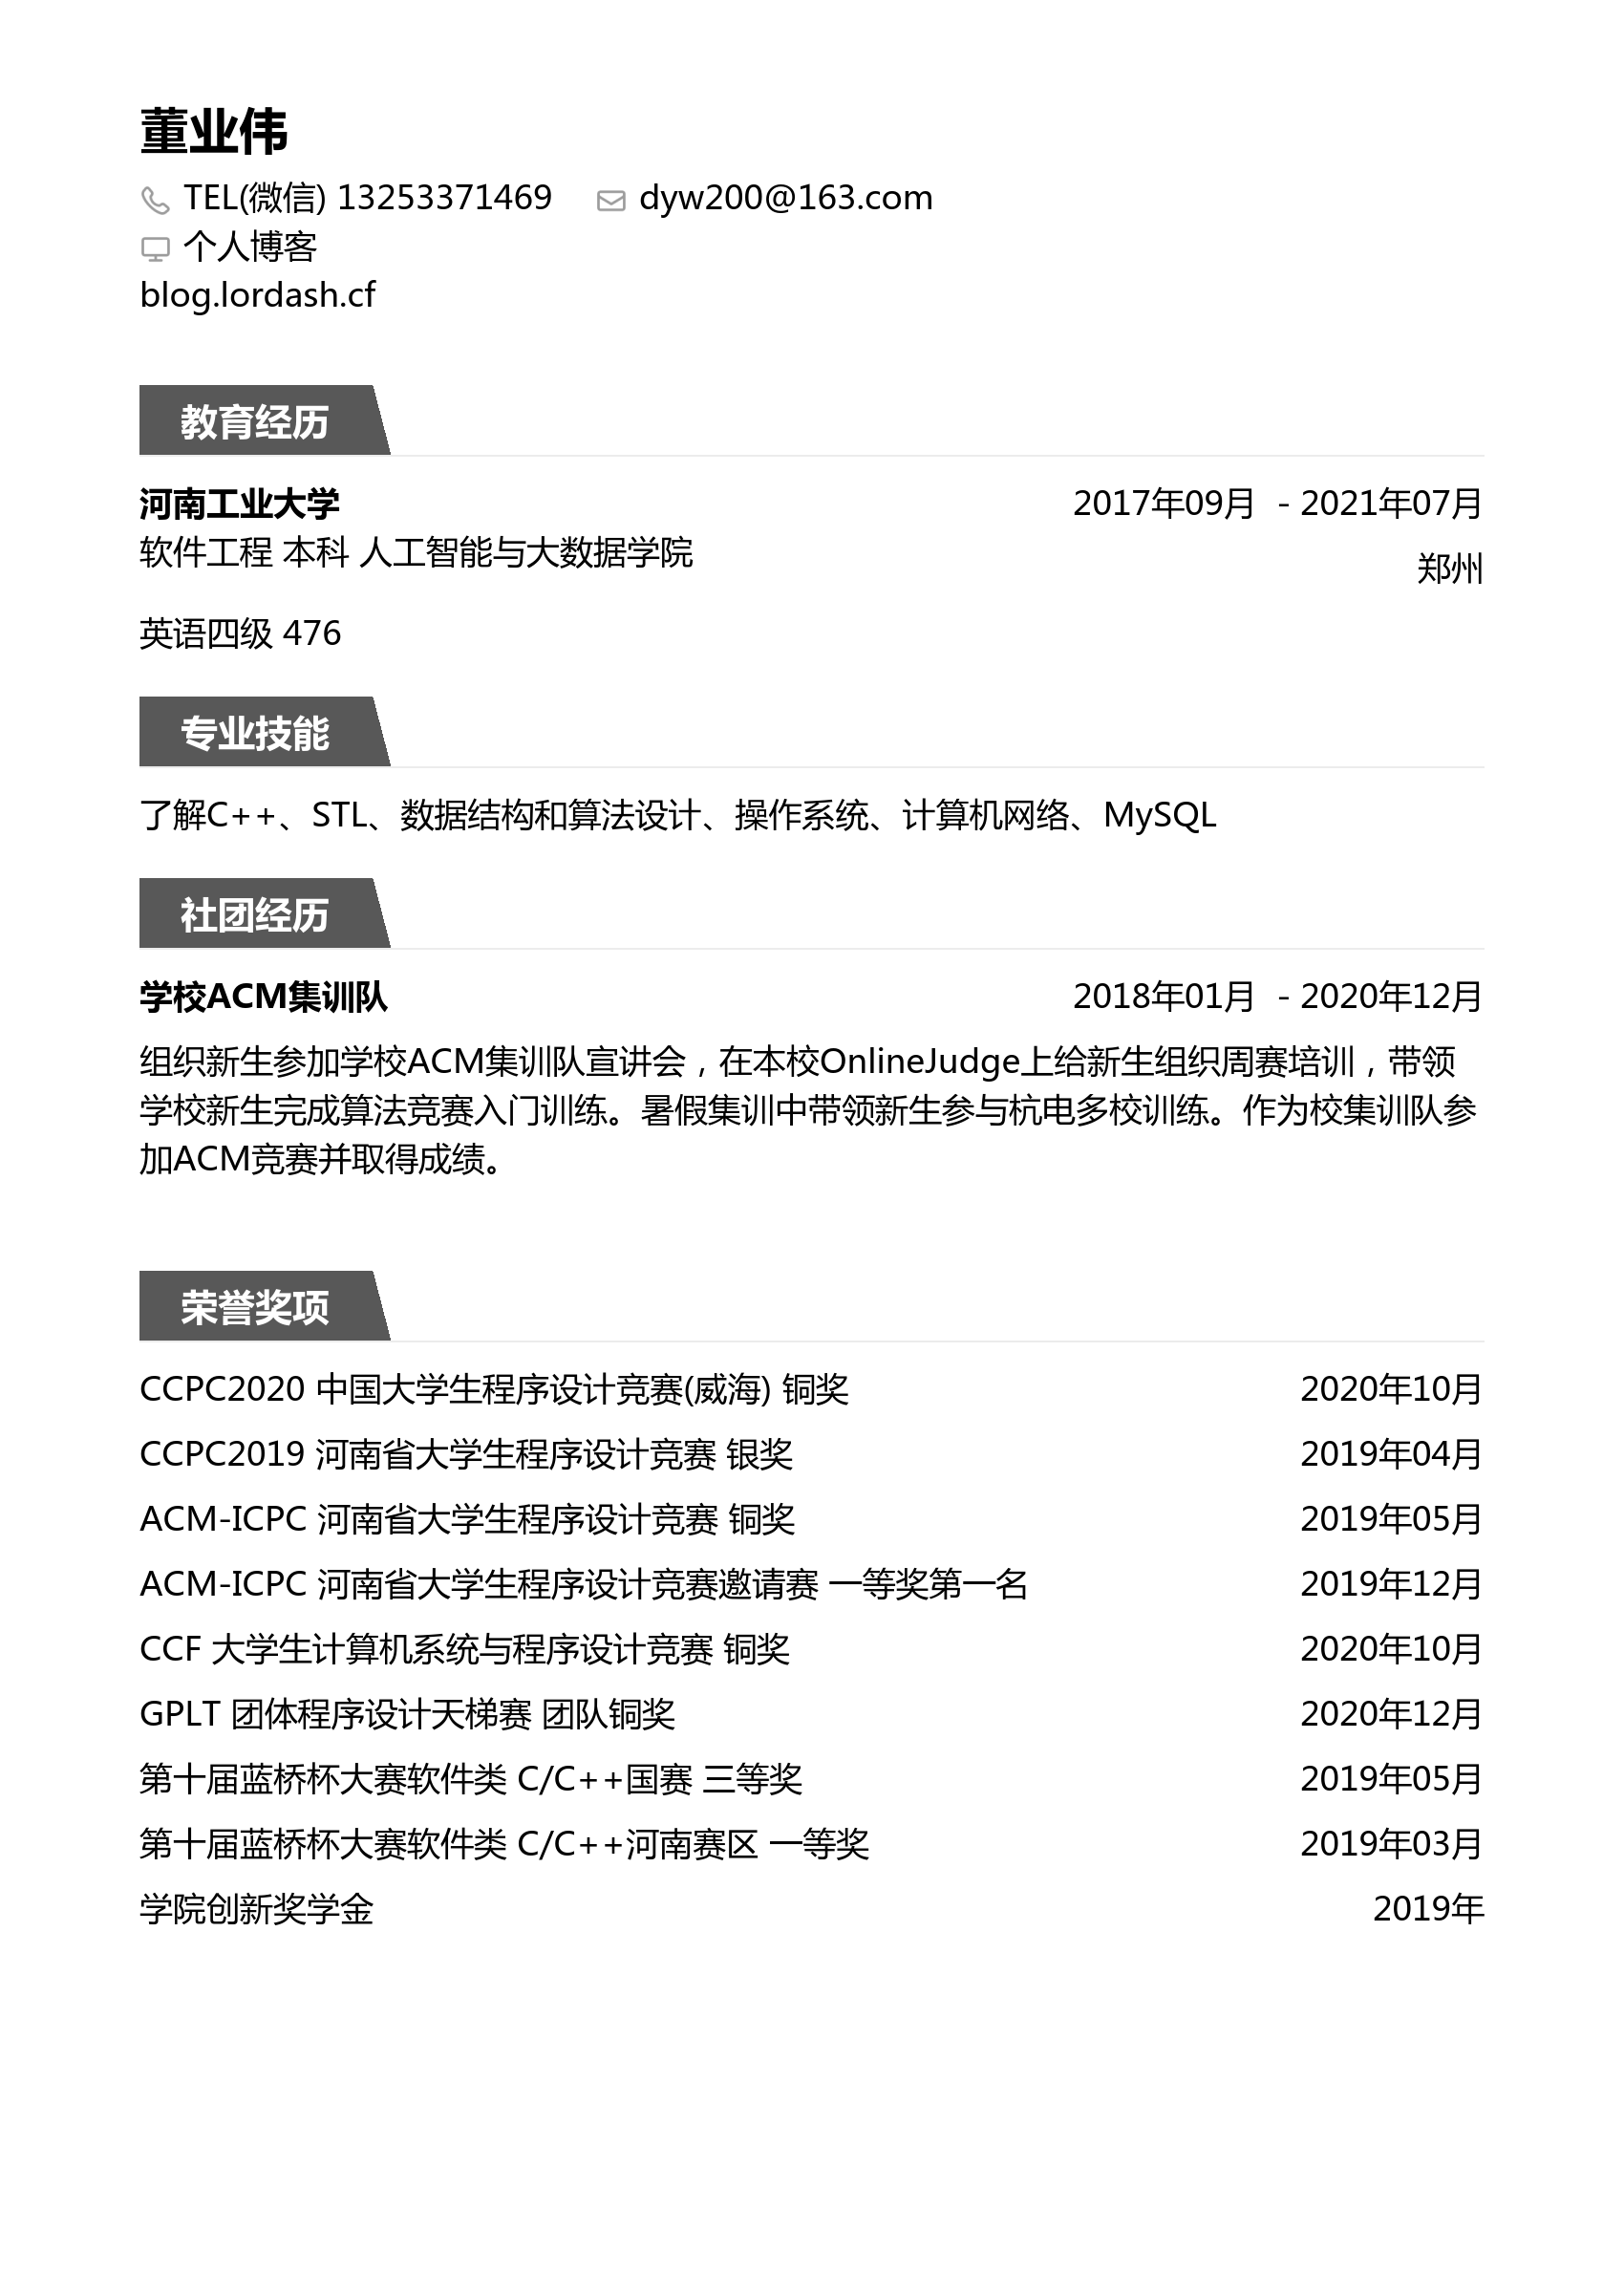 董业伟
TEL(微信) 13253371469 dyw200@163.com
个人博客
blog.lordash.cf
教育经历
河南工业大学 2017年09月 - 2021年07月
软件工程 本科 人工智能与大数据学院 郑州
英语四级 476
专业技能
了解C++、STL、数据结构和算法设计、操作系统、计算机网络、MySQL
社团经历
学校ACM集训队 2018年01月 - 2020年12月
组织新生参加学校ACM集训队宣讲会，在本校OnlineJudge上给新生组织周赛培训，带领
学校新生完成算法竞赛入门训练。暑假集训中带领新生参与杭电多校训练。作为校集训队参
加ACM竞赛并取得成绩。
荣誉奖项
CCPC2020 中国大学生程序设计竞赛(威海) 铜奖 2020年10月
CCPC2019 河南省大学生程序设计竞赛 银奖 2019年04月
ACM-ICPC 河南省大学生程序设计竞赛 铜奖 2019年05月
ACM-ICPC 河南省大学生程序设计竞赛邀请赛 一等奖第一名 2019年12月
CCF 大学生计算机系统与程序设计竞赛 铜奖 2020年10月
GPLT 团体程序设计天梯赛 团队铜奖 2020年12月
第十届蓝桥杯大赛软件类 C/C++国赛 三等奖 2019年05月
第十届蓝桥杯大赛软件类 C/C++河南赛区 一等奖 2019年03月
学院创新奖学金 2019年